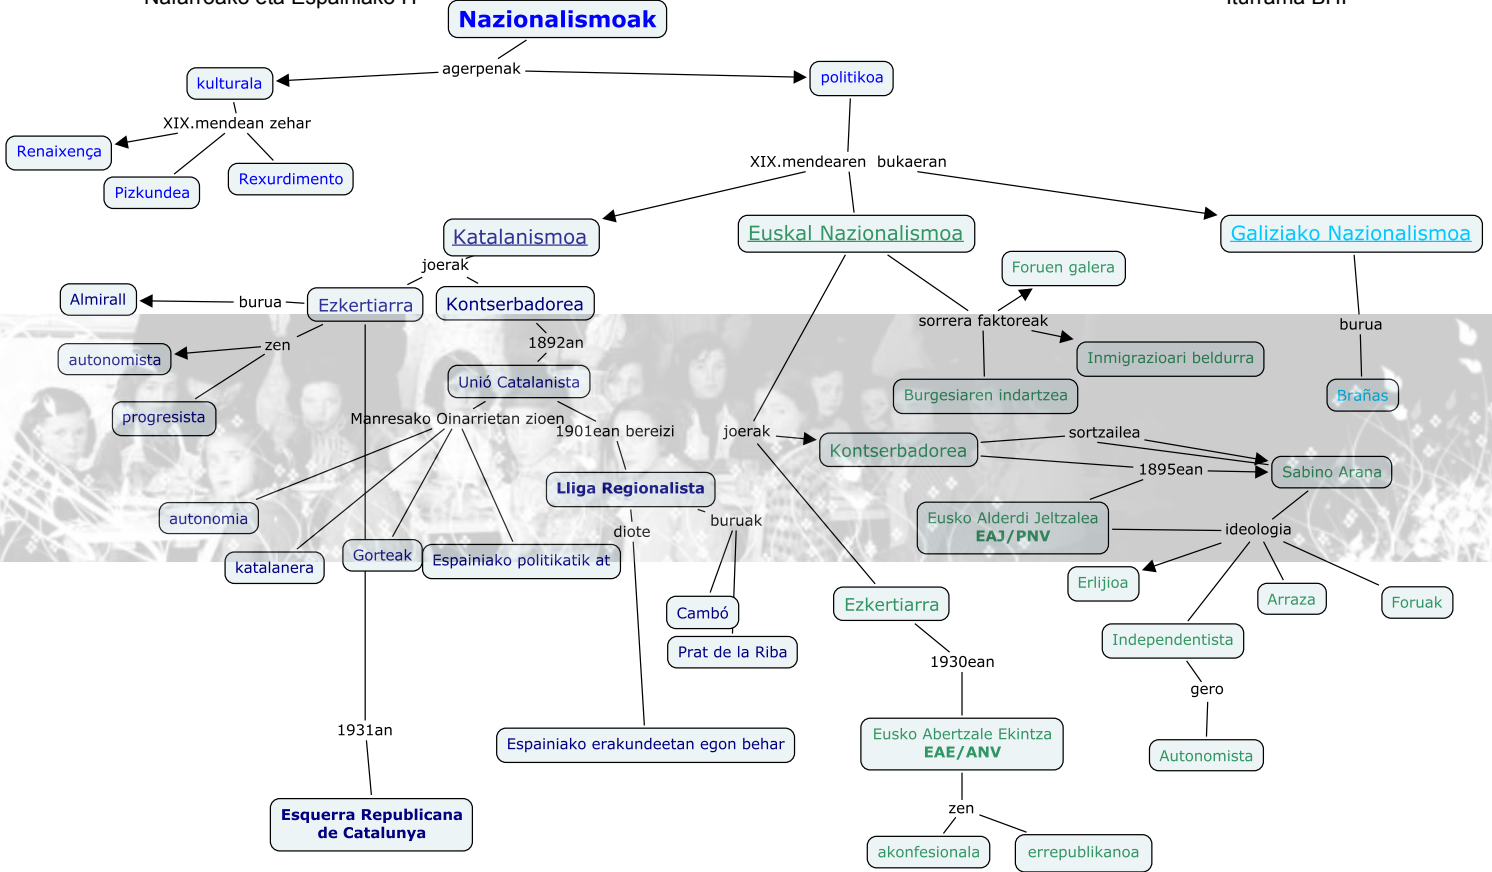 Nafarroako eta Espainiako H
Iturrama BHI
Nazionalismoak
agerpenak
kulturala
politikoa
XIX.mendean zehar
Renaixença
Pizkundea
Rexurdimento
XIX.mendearen bukaeran
Katalanismoa
Euskal Nazionalismoa
Galiziako Nazionalismoa
joerak
Foruen galera
Almirall
burua
Ezkertiarra
Kontserbadorea
sorrera faktoreak
burua
zen
1892an
autonomista
Inmigrazioari beldurra
Unió Catalanista
Burgesiaren indartzea
Brañas
progresista
Manresako Oinarrietan zioen
1901ean bereizi
joerak
Kontserbadorea
sortzailea
1895ean
Sabino Arana
Lliga Regionalista
autonomia
diote
buruak
Eusko Alderdi Jeltzalea
EAJ/PNV
ideologia
katalanera
Gorteak
Espainiako politikatik at
Erlijioa
Arraza
Foruak
Cambó
Ezkertiarra
Prat de la Riba
Independentista
1930ean
gero
1931an
Espainiako erakundeetan egon behar
Eusko Abertzale Ekintza
EAE/ANV
Autonomista
Esquerra Republicana
de Catalunya
zen
akonfesionala
errepublikanoa